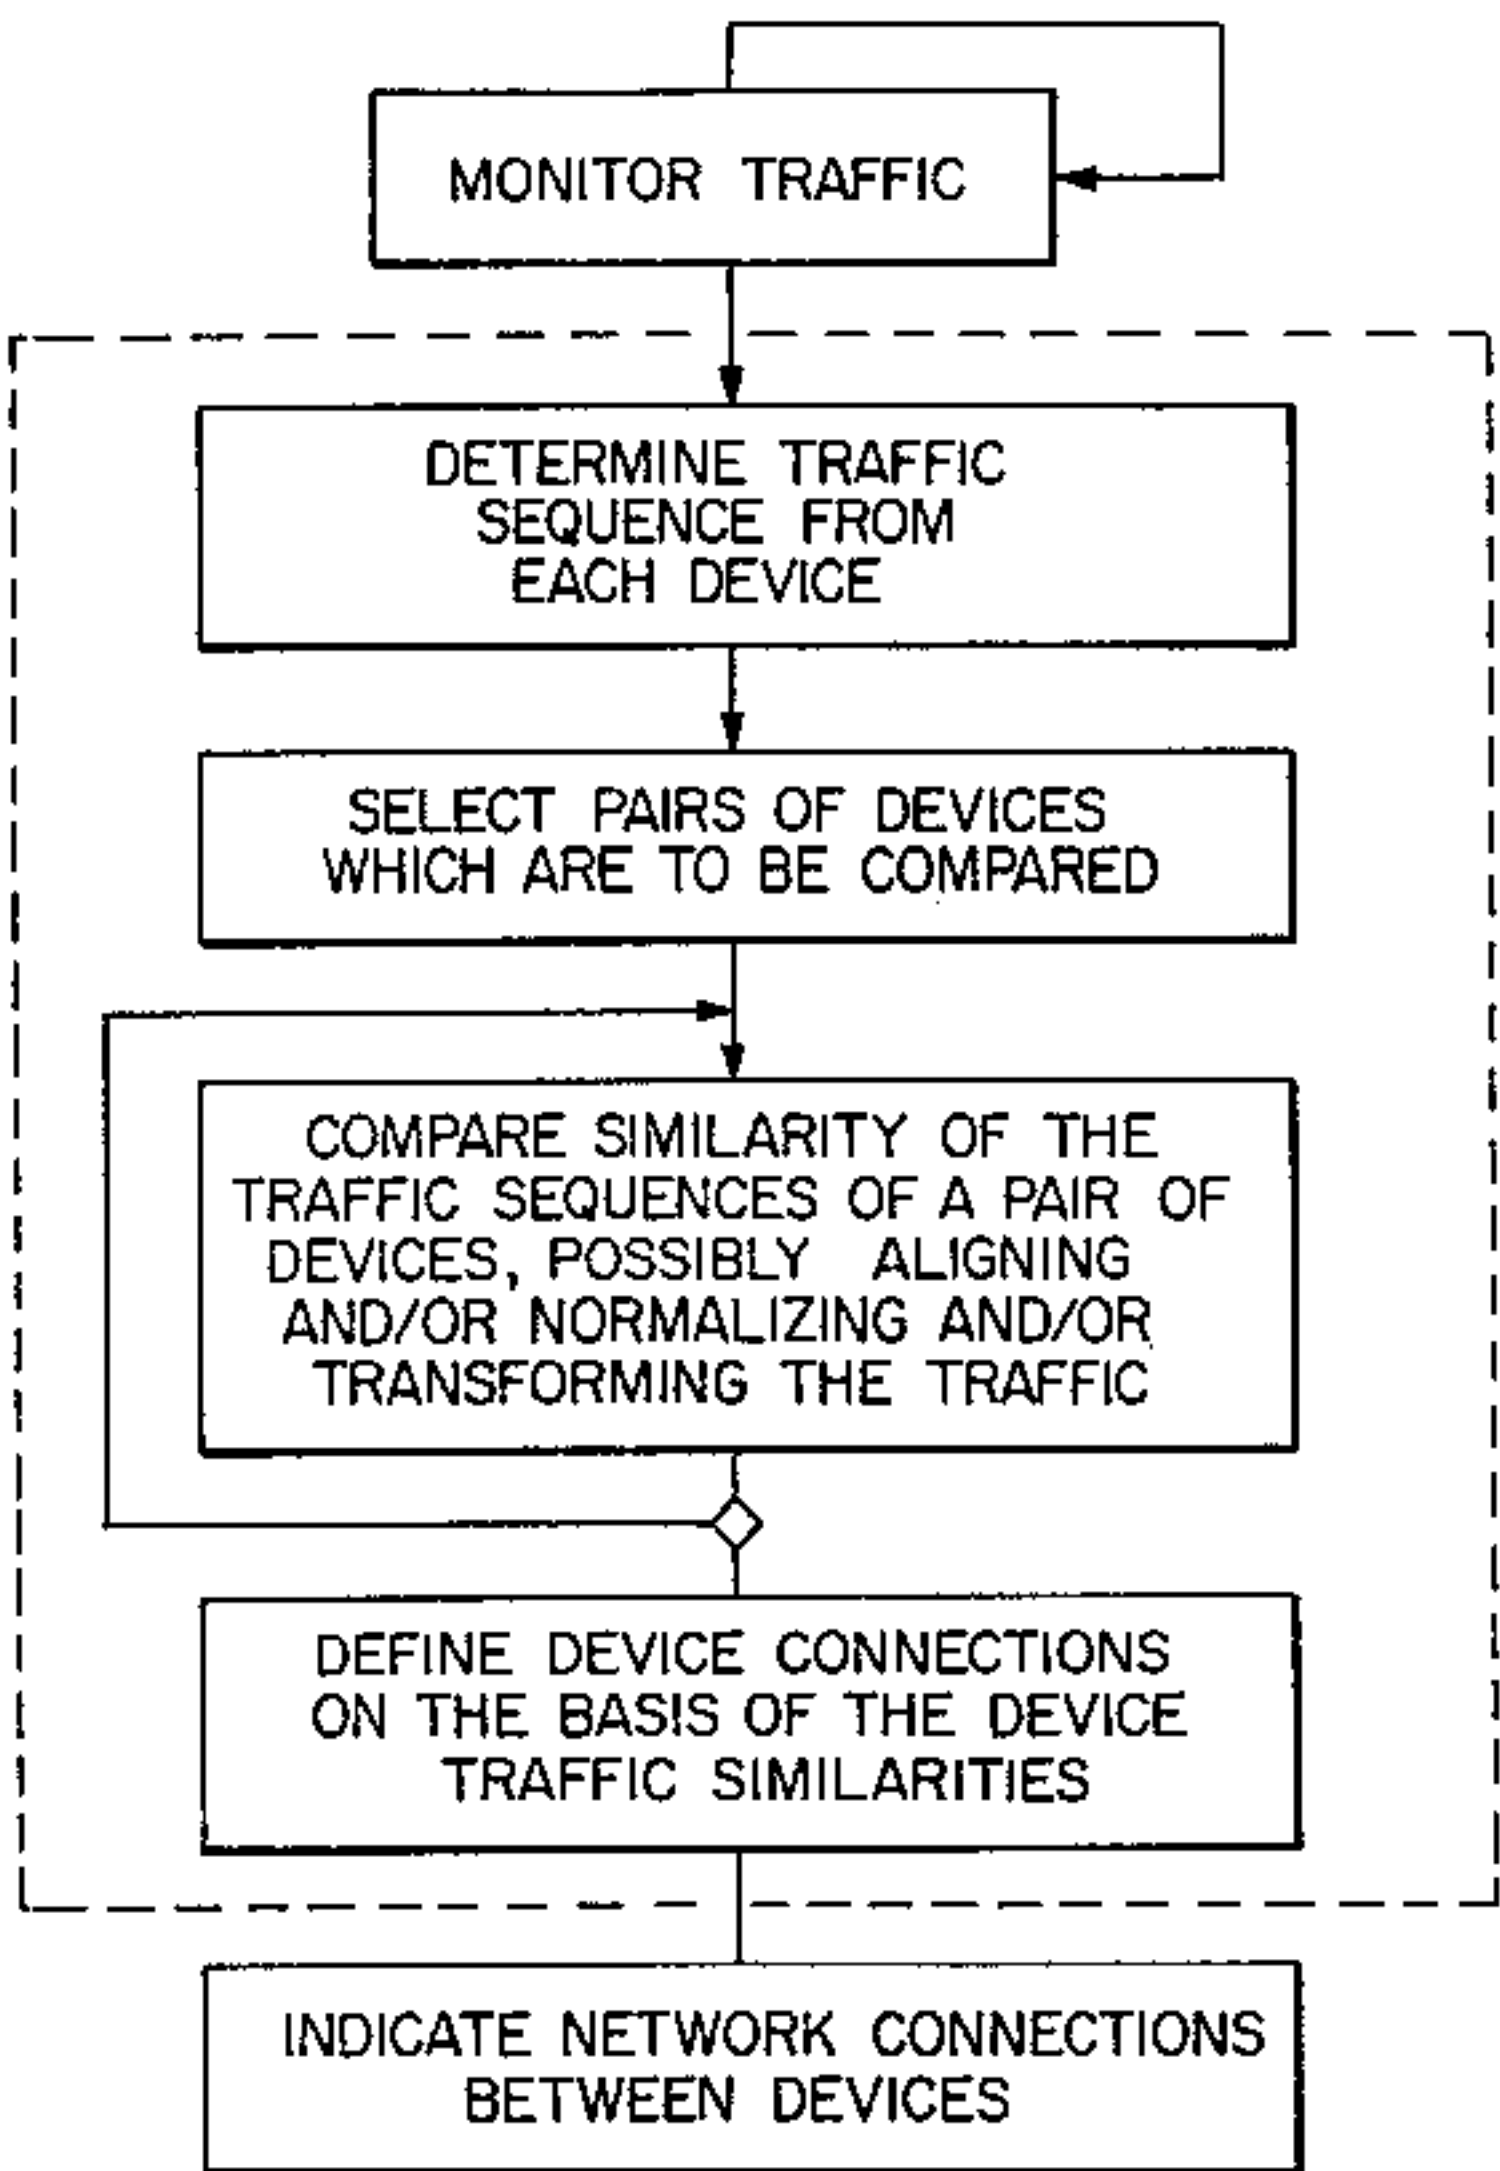 MONITOR TRAFFIC
DETERMINE TRAFFIC
SEQUENCE FROM
EACH DEVICE
SELECT PAIRS OF DEVICES
WHICH ARE TO BE COMPARED
COMPARE SIMILARITY OF THE
TRAFFIC SEQUENCES OF A PAIR OF
DEVICES, POSSIBLY ALIGNING
AND/OR NORMALIZING AND/OR
TRANSFORMING THE TRAFFIC
DEFINE DEVICE CONNECTIONS
ON THE BASIS OF THE DEVICE
TRAFFIC SIMILARITIES
INDICATE NETWORK CONNECTIONS
BETWEEN DEVICES